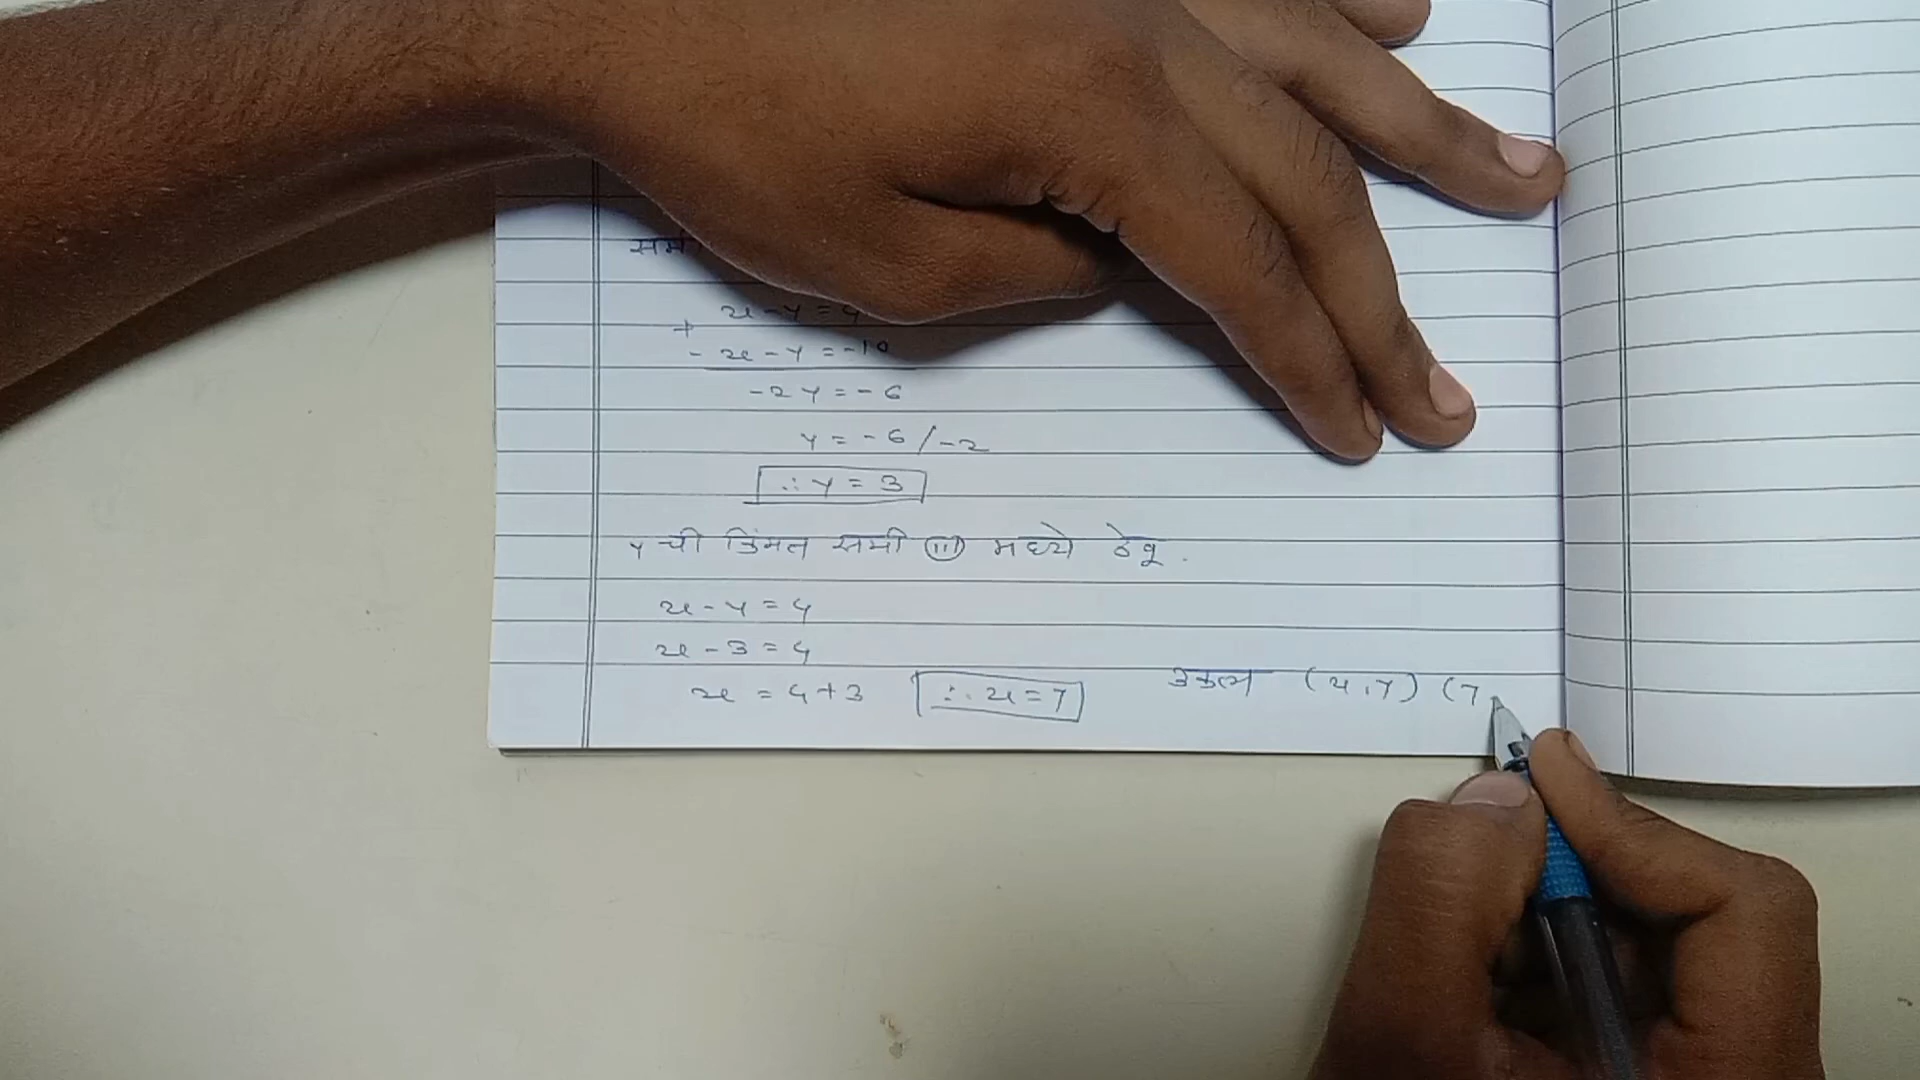 समी
x - y = 4
+
- x - y = -10
-2y = -6
y = -6/-2
∴ y = 3
y ची किंमत समी (III) मध्ये ठेवू.
x - y = 4
x - 3 = 4
x = 4+3 ∴ x = 7 उकल (x,y) (7,